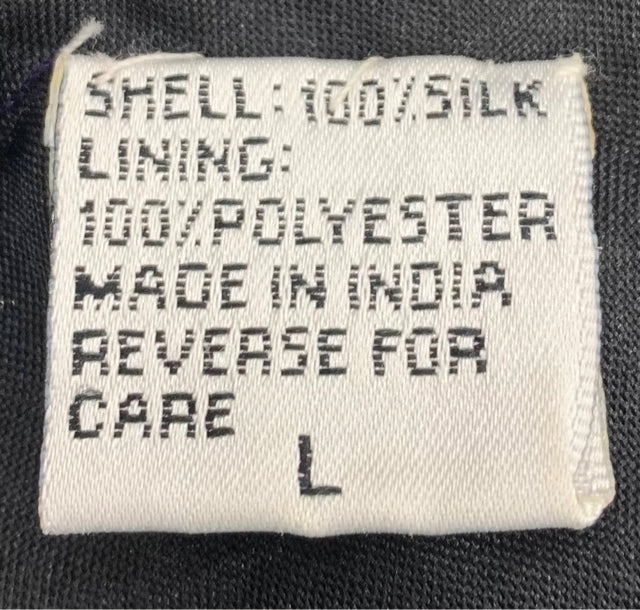 SHELL: 100% SILK
LINING:
100% POLYESTER
MADE IN INDIA
REVERSE FOR
CARE
L